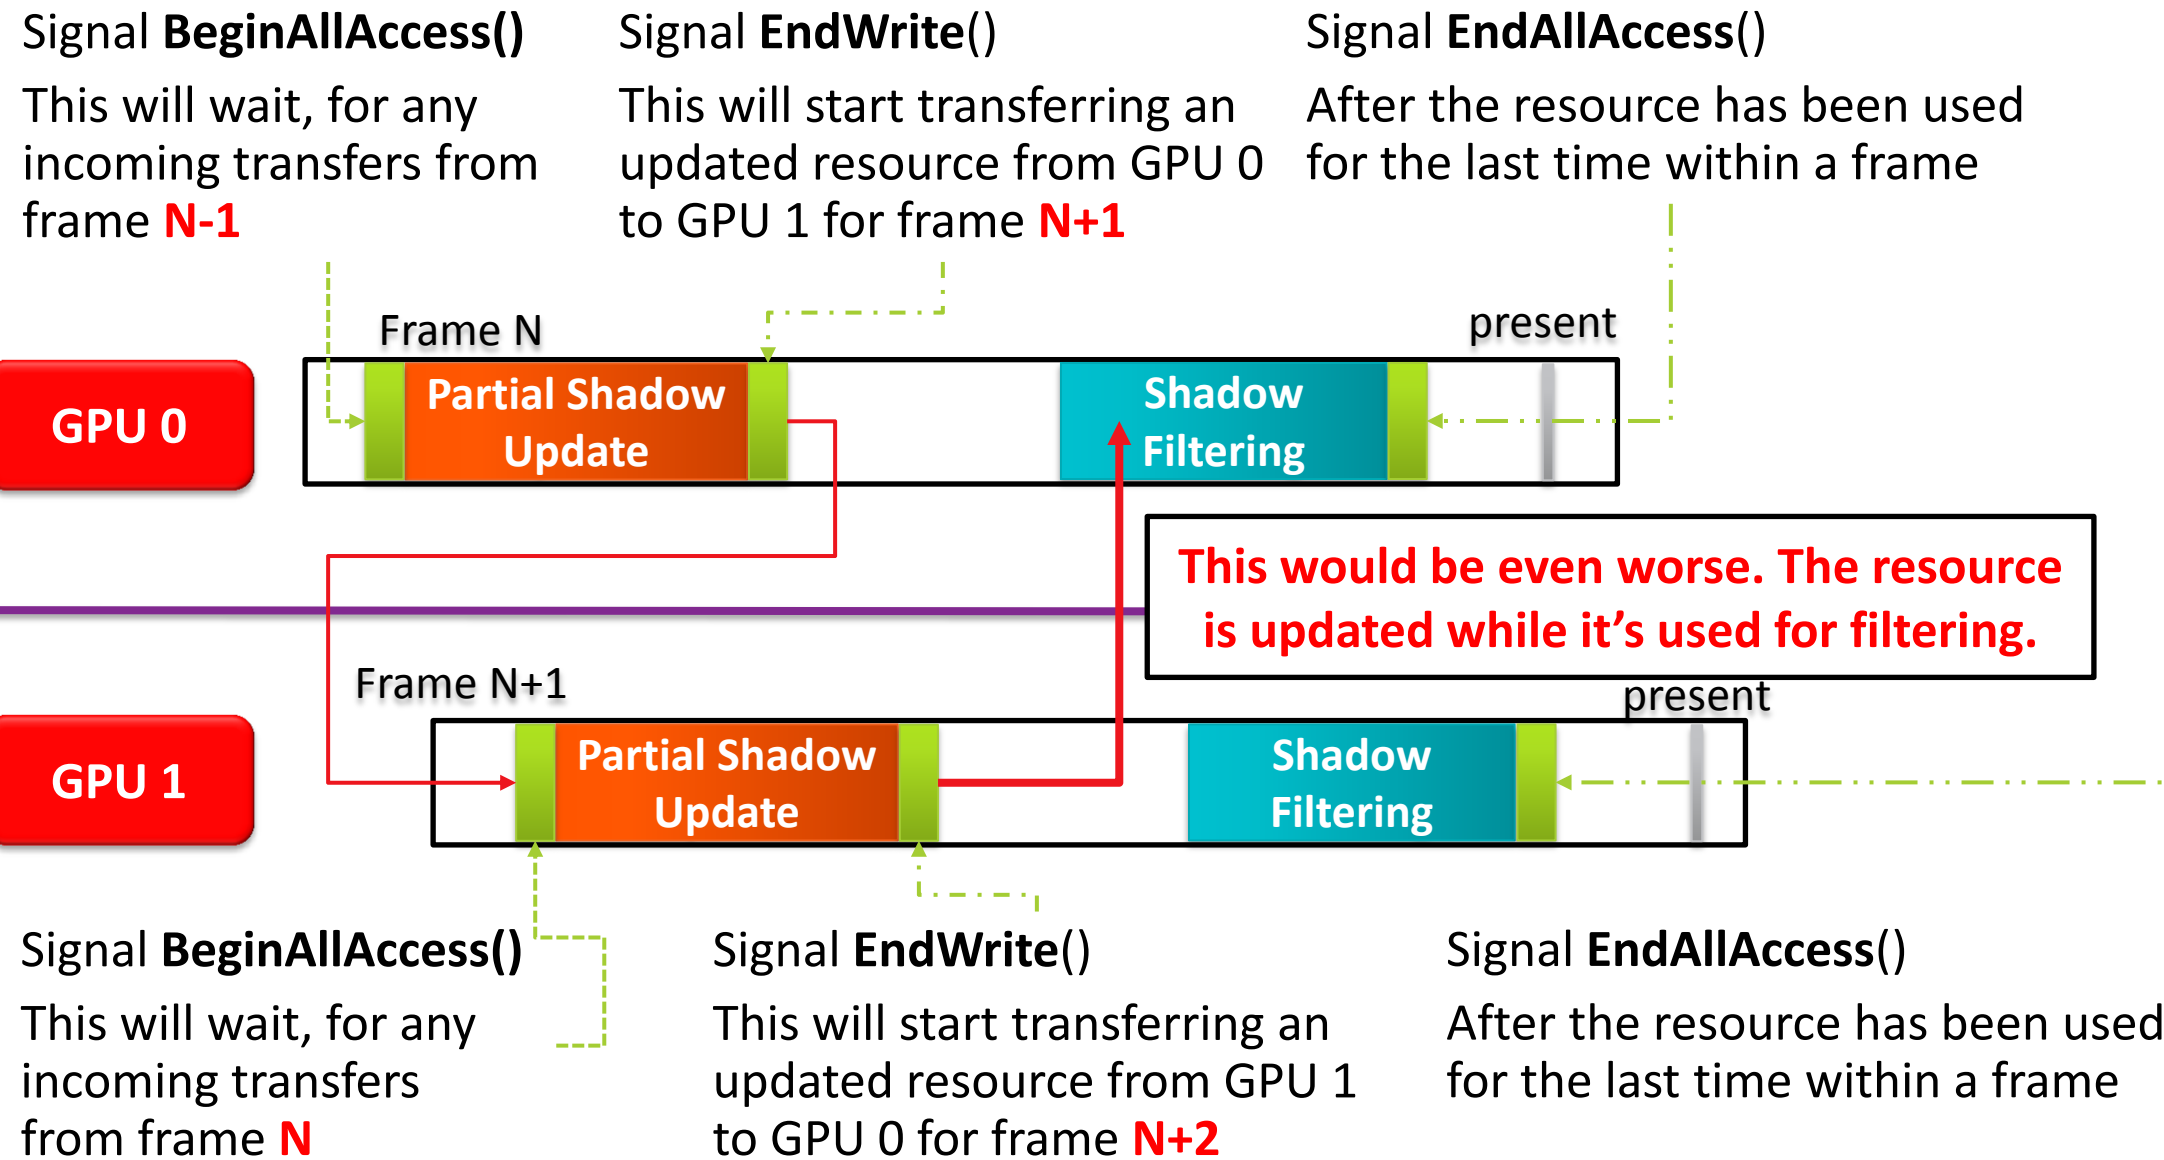 Signal BeginAllAccess()
This will wait, for any
incoming transfers from
frame N-1
Signal EndWrite()
This will start transferring an
updated resource from GPU 0
to GPU 1 for frame N+1
Signal EndAllAccess()
After the resource has been used
for the last time within a frame
Frame N
present
GPU 0
Partial Shadow
Update
Shadow
Filtering
This would be even worse. The resource
is updated while it’s used for filtering.
Frame N+1
present
GPU 1
Partial Shadow
Update
Shadow
Filtering
Signal BeginAllAccess()
This will wait, for any
incoming transfers
from frame N
Signal EndWrite()
This will start transferring an
updated resource from GPU 1
to GPU 0 for frame N+2
Signal EndAllAccess()
After the resource has been used
for the last time within a frame